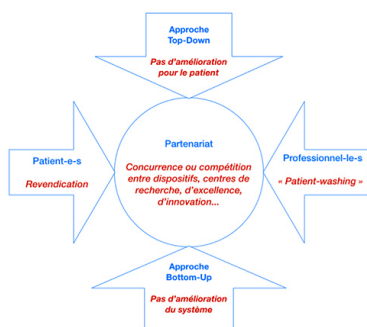 Approche
Top-Down
Pas d'amélioration
pour le patient
Patient-e-s
Revendication
Partenariat
Concurrence ou compétition
entre dispositifs, centres de
recherche, d'excellence,
d'innovation...
Professionnel-le-s
« Patient-washing »
Approche
Bottom-Up
Pas d'amélioration
du système